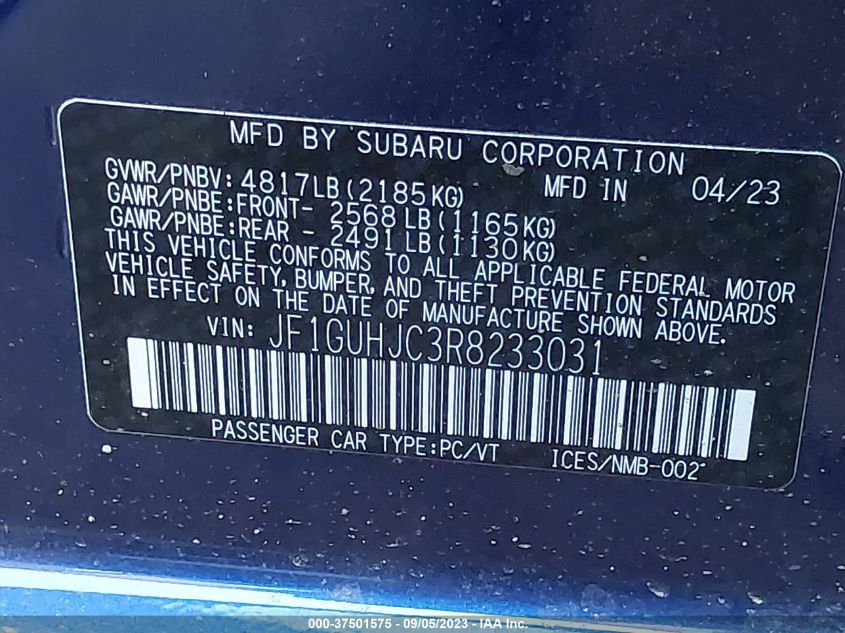 MFD BY SUBARU CORPORATION
GVWR/PNBV: 4817LB (2185KG) MFD IN 04/23
GAWR/PNBE:FRONT- 2568LB (1165KG)
GAWR/PNBE:REAR - 2491LB (1130KG)
THIS VEHICLE CONFORMS TO ALL APPLICABLE FEDERAL MOTOR
VEHICLE SAFETY, BUMPER, AND THEFT PREVENTION STANDARDS
IN EFFECT ON THE DATE OF MANUFACTURE SHOWN ABOVE.
VIN: JF1GUHJC3R8233031
PASSENGER CAR TYPE:PC/VT ICES/NMB-002
000-37501575 - 09/05/2023 - IAA Inc.